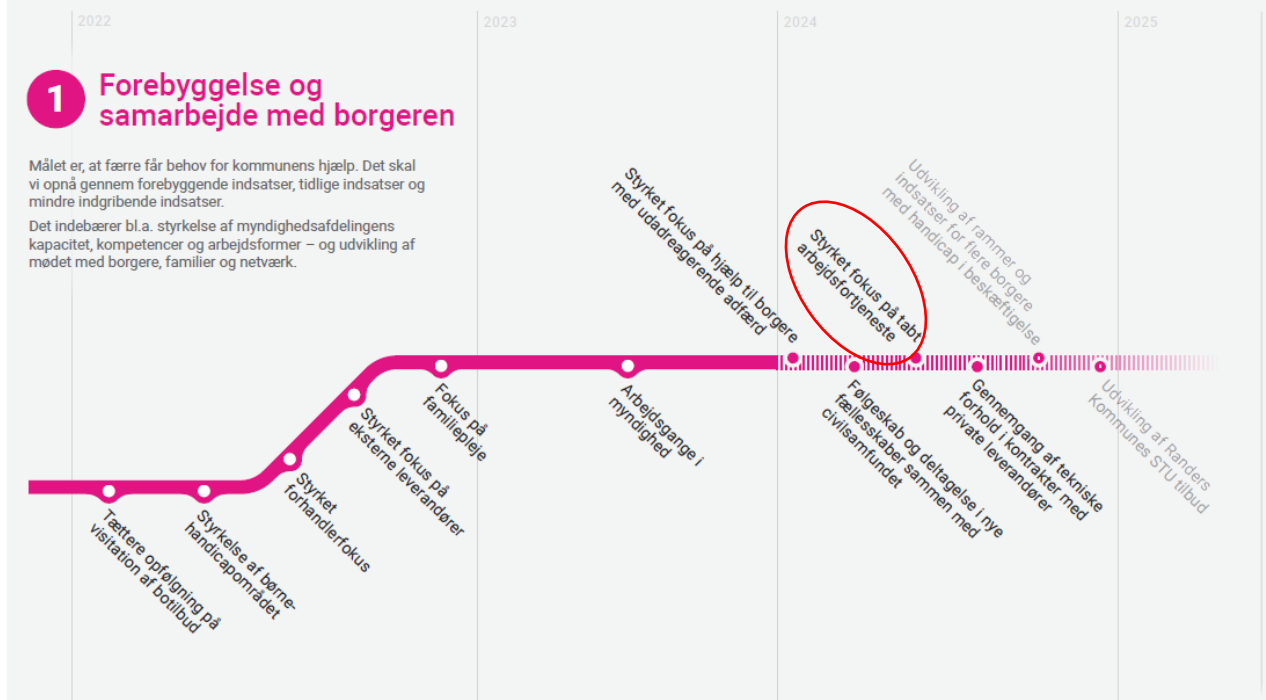 2022
2023
2024
2025
1
Forebyggelse og
samarbejde med borgeren
Målet er, at færre får behov for kommunens hjælp. Det skal
vi opnå gennem forebyggende indsatser, tidlige indsatser og
mindre indgribende indsatser.
Det indebærer bl.a. styrkelse af myndighedsafdelingens
kapacitet, kompetencer og arbejdsformer – og udvikling af
mødet med borgere, familier og netværk.
Tættere opfølgning på
visitation af botilbud
Styrkelse af børne-
handicapområdet
Styrket
forhandlerfokus
Styrket fokus på
eksterne leverandører
Fokus på
familiepleje
Arbejdsgange i
myndighed
Styrket fokus på hjælp til borgere
med udadreagerende adfærd
Følgeskab og deltagelse i nye
fællesskaber sammen med
civilsamfundet
Styrket fokus på tabt
arbejdsfortjeneste
Gennemgang af tekniske
forhold i kontrakter med
private leverandører
Udvikling af rammer og
indsatser for flere borgere
med handicap i beskæftigelse
Udvikling af Randers
Kommunes STU tilbud